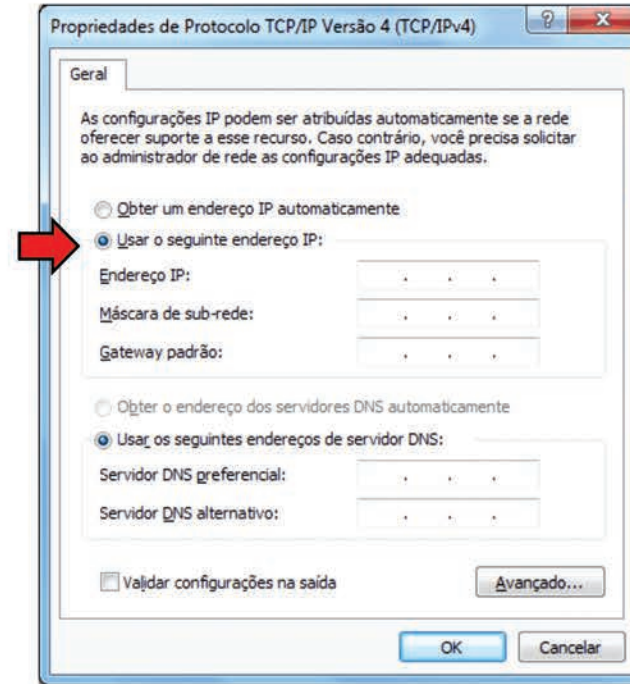 Propriedades de Protocolo TCP/IP Versão 4 (TCP/IPv4)
?
Geral
As configurações IP podem ser atribuídas automaticamente se a rede
oferecer suporte a esse recurso. Caso contrário, você precisa solicitar
ao administrador de rede as configurações IP adequadas.
Obter um endereço IP automaticamente
Usar o seguinte endereço IP:
Endereço IP: . . .
Máscara de sub-rede: . . .
Gateway padrão: . . .
Obter o endereço dos servidores DNS automaticamente
Usar os seguintes endereços de servidor DNS:
Servidor DNS preferencial: . . .
Servidor DNS alternativo: . . .
Validar configurações na saída
Avançado...
OK
Cancelar